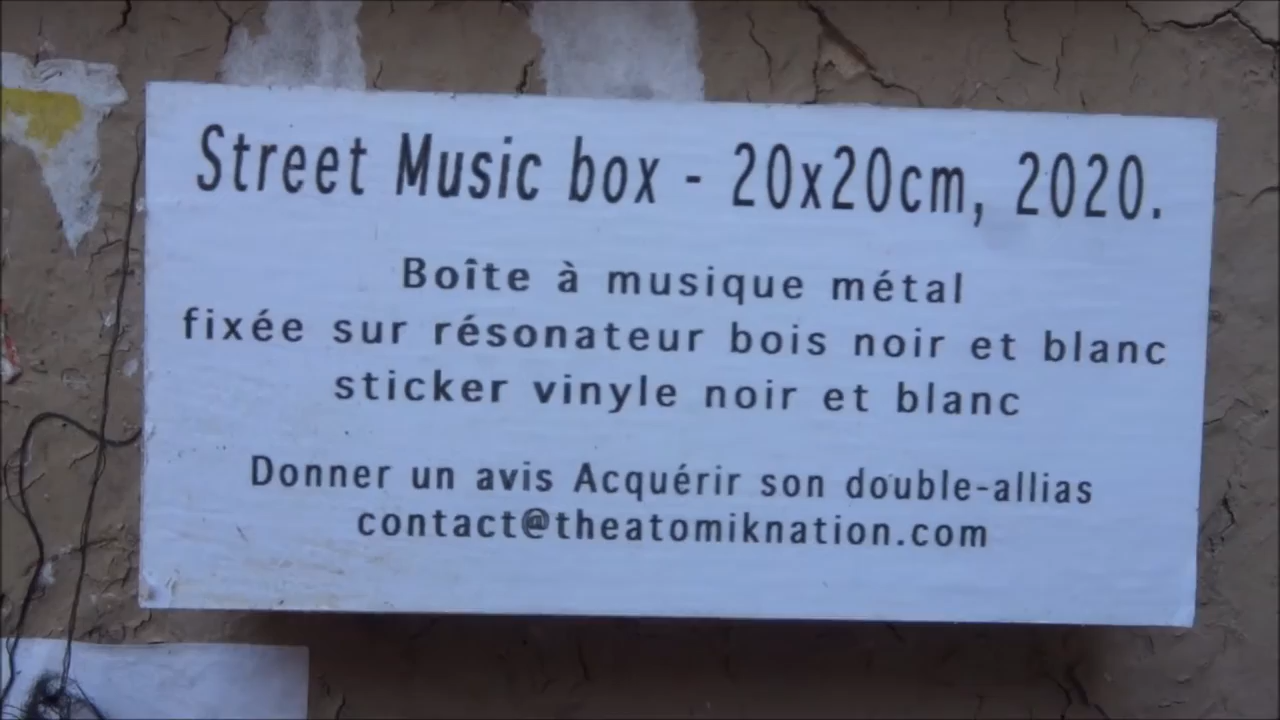 Street Music box - 20x20cm, 2020.
Boîte à musique métal
fixée sur résonateur bois noir et blanc
sticker vinyle noir et blanc
Donner un avis Acquérir son double-allias
contact@theatomiknation.com